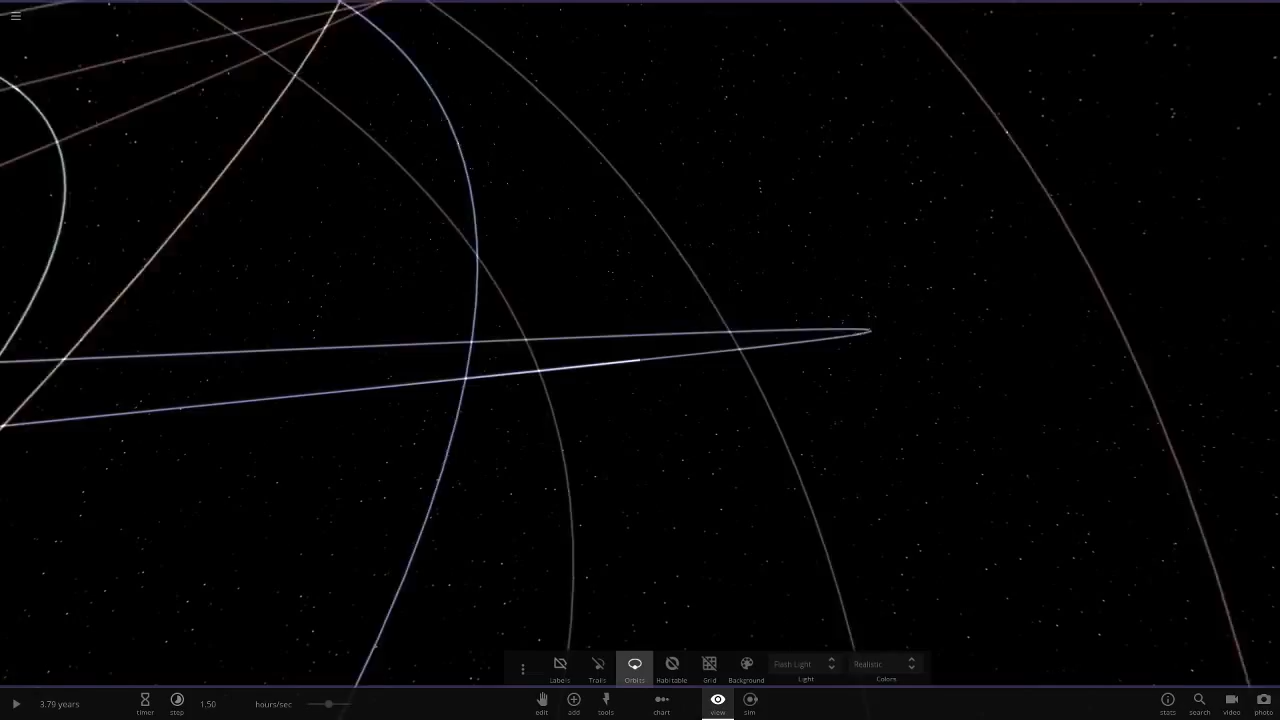 Flash Light
Realistic
Labels
Trails
Orbits
Habitable
Grid
Background
Light
Colors
3.79 years
timer
step
1.50
hours/sec
edit
add
tools
chart
view
sim
stats
search
video
photo